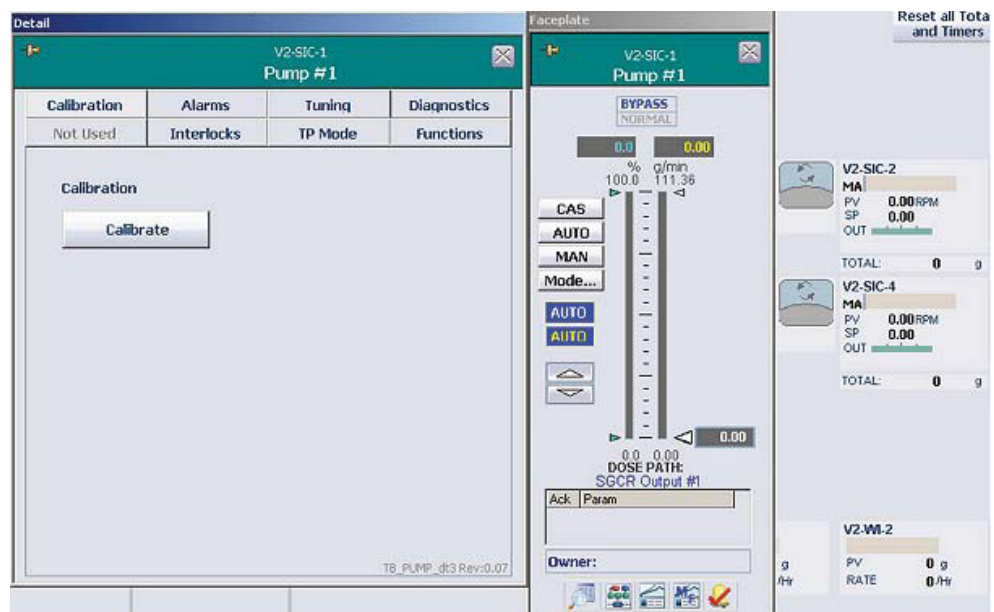 Detail
V2-SIC-1
Pump #1
Calibration Alarms Tuning Diagnostics
Not Used Interlocks TP Mode Functions
Calibration
Calibrate
TB_PUMP_dt3 Rev:0.07
Faceplate
V2-SIC-1
Pump #1
BYPASS
NORMAL
0.0 0.00
% g/min
100.0 111.36
CAS
AUTO
MAN
Mode...
AUTO
AUTO
0.00
0.0 0.00
DOSE PATH:
SGCR Output #1
Ack Param
Owner:
Reset all Tota
and Timers
V2-SIC-2
MA
PV 0.00 RPM
SP 0.00
OUT
TOTAL: 0 g
V2-SIC-4
MA
PV 0.00 RPM
SP 0.00
OUT
TOTAL: 0 g
V2-WI-2
g PV 0 g
/Hr RATE 0 /Hr